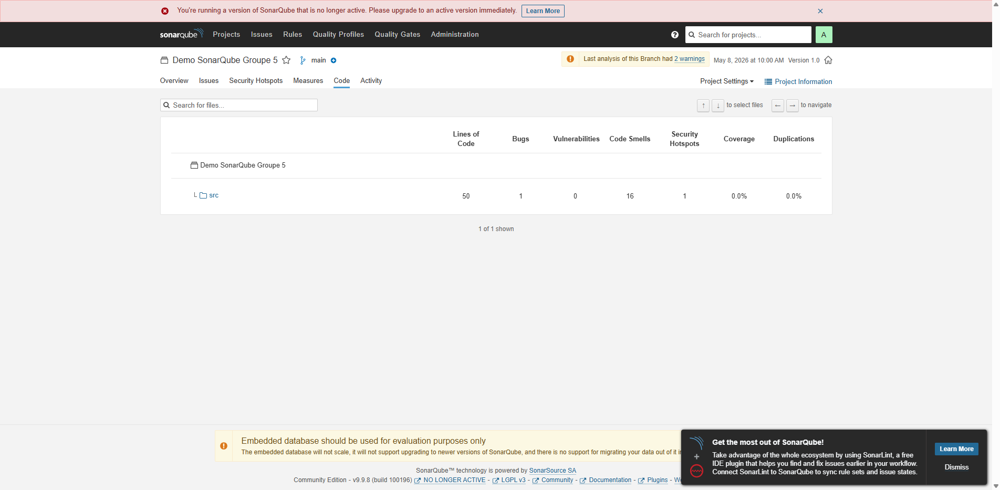 You're running a version of SonarQube that is no longer active. Please upgrade to an active version immediately. Learn More
sonarqube Projects Issues Rules Quality Profiles Quality Gates Administration Search for projects... A
Demo SonarQube Groupe 5 main Last analysis of this Branch had 2 warnings May 8, 2026 at 10:00 AM Version 1.0
Overview Issues Security Hotspots Measures Code Activity Project Settings Project Information
Search for files... ↑ ↓ to select files ← → to navigate
Lines of Code Bugs Vulnerabilities Code Smells Security Hotspots Coverage Duplications
Demo SonarQube Groupe 5
src 50 1 0 16 1 0.0% 0.0%
1 of 1 shown
Embedded database should be used for evaluation purposes only
The embedded database will not scale, it will not support upgrading to newer versions of SonarQube, and there is no support for migrating your data out of it
SonarQube™ technology is powered by SonarSource SA
Community Edition - v9.9.8 (build 100196) NO LONGER ACTIVE - LGPL v3 - Community - Documentation - Plugins -
Get the most out of SonarQube!
Take advantage of the whole ecosystem by using SonarLint, a free
IDE plugin that helps you find and fix issues earlier in your workflow.
Connect SonarLint to SonarQube to sync rule sets and issue states.
Learn More
Dismiss